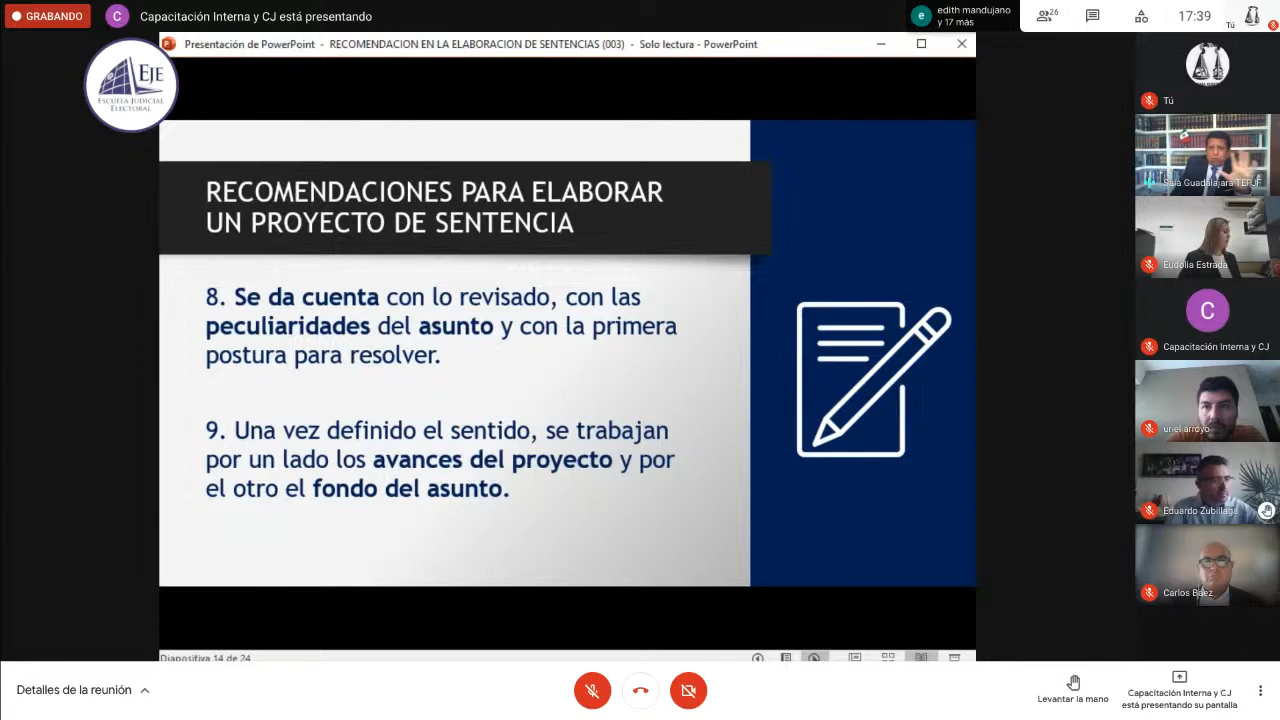 GRABANDO
C
Capacitación Interna y CJ está presentando
e
edith mandujano
y 17 más
26
17:39
Tú
EJE
ESCUELA JUDICIAL
ELECTORAL
Presentación de PowerPoint - RECOMENDACION EN LA ELABORACION DE SENTENCIAS (003) - Solo lectura - PowerPoint
RECOMENDACIONES PARA ELABORAR
UN PROYECTO DE SENTENCIA
8. Se da cuenta con lo revisado, con las
peculiaridades del asunto y con la primera
postura para resolver.
9. Una vez definido el sentido, se trabajan
por un lado los avances del proyecto y por
el otro el fondo del asunto.
Diapositiva 14 de 24
Tú
Sala Guadalajara TEPJF
Eudolia Estrada
C
Capacitación Interna y CJ
uriel arroyo
Eduardo Zubillaga
Carlos Báez
Detalles de la reunión
Levantar la mano
Capacitación Interna y CJ
está presentando su pantalla